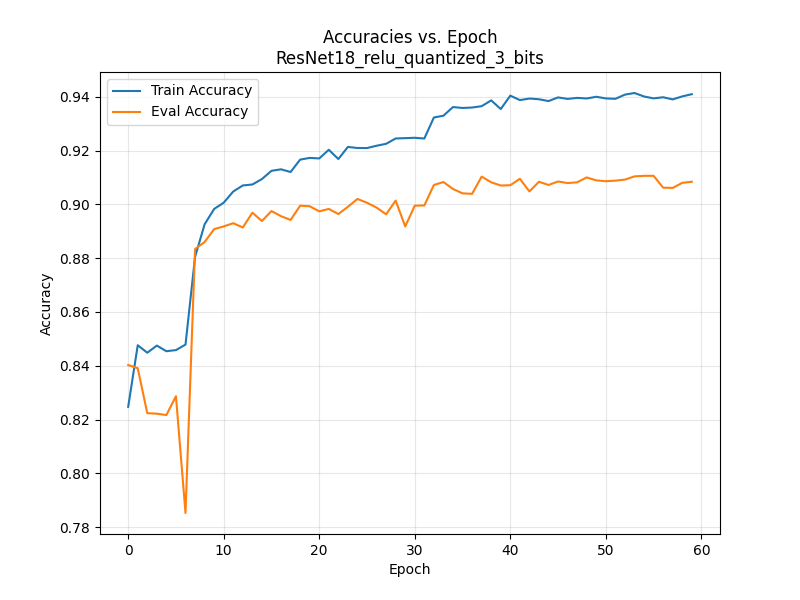 Accuracies vs. Epoch
ResNet18_relu_quantized_3_bits
Train Accuracy
Eval Accuracy
0.94
0.92
0.90
0.88
0.86
0.84
0.82
0.80
0.78
Accuracy
0 10 20 30 40 50 60
Epoch